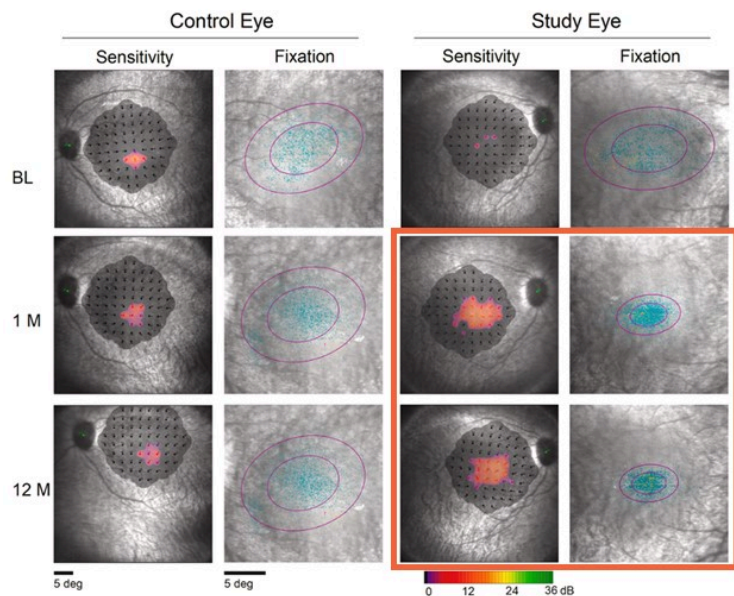 Control Eye Study Eye
Sensitivity Fixation Sensitivity Fixation
BL
1 M
12 M
5 deg 5 deg
0 12 24 36 dB